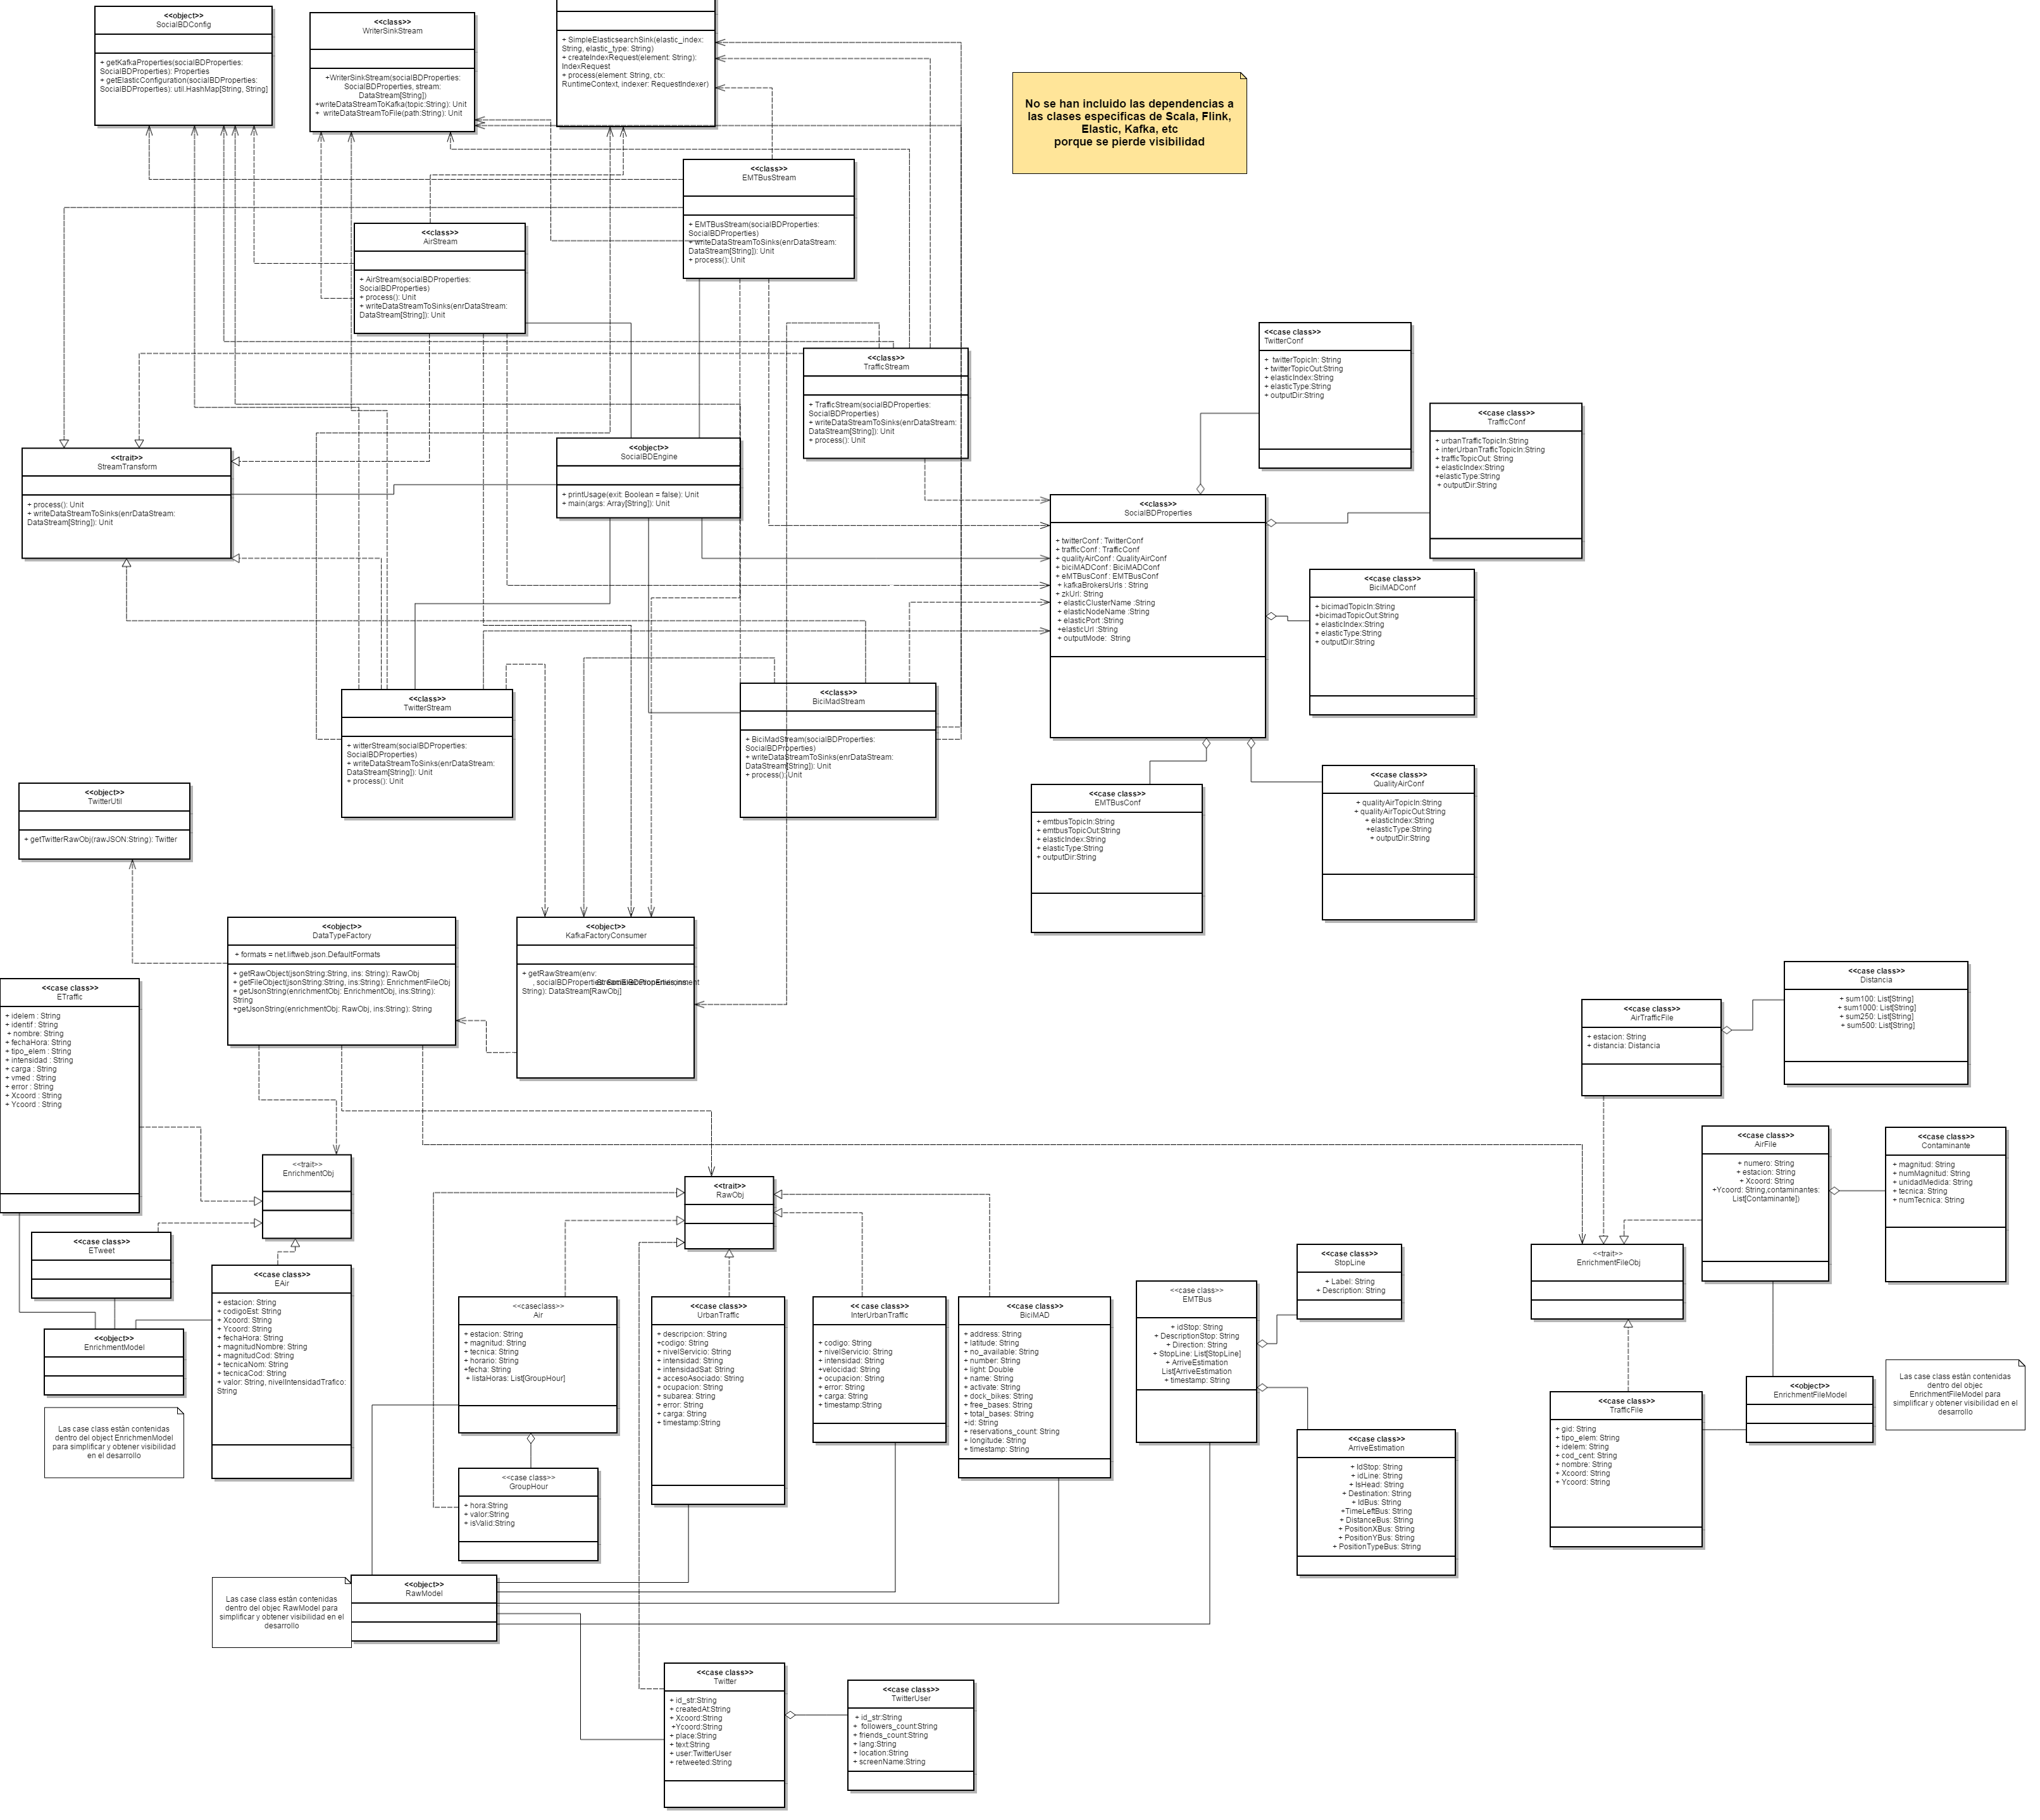 <<object>>
SocialBDConfig
+ getKafkaProperties(socialBDProperties:
SocialBDProperties): Properties
+ getElasticConfiguration(socialBDProperties:
SocialBDProperties): util.HashMap[String, String]
<<class>>
WriterSinkStream
+WriterSinkStream(socialBDProperties:
SocialBDProperties, stream:
DataStream[String])
+writeDataStreamToKafka(topic:String): Unit
+ writeDataStreamToFile(path:String): Unit
+ SimpleElasticsearchSink(elastic_index:
String, elastic_type: String)
+ createIndexRequest(element: String):
IndexRequest
+ process(element: String, ctx:
RuntimeContext, indexer: RequestIndexer)
No se han incluido las dependencias a
las clases especificas de Scala, Flink,
Elastic, Kafka, etc
porque se pierde visibilidad
<<class>>
EMTBusStream
+ EMTBusStream(socialBDProperties:
SocialBDProperties)
+ writeDataStreamToSinks(enrDataStream:
DataStream[String]): Unit
+ process(): Unit
<<class>>
AirStream
+ AirStream(socialBDProperties:
SocialBDProperties)
+ process(): Unit
+ writeDataStreamToSinks(enrDataStream:
DataStream[String]): Unit
<<class>>
TrafficStream
+ TrafficStream(socialBDProperties:
SocialBDProperties)
+ writeDataStreamToSinks(enrDataStream:
DataStream[String]): Unit
+ process(): Unit
<<case class>>
TwitterConf
+ twitterTopicIn: String
+ twitterTopicOut:String
+ elasticIndex:String
+ elasticType:String
+ outputDir:String
<<case class>>
TrafficConf
+ urbanTrafficTopicIn:String
+ interUrbanTrafficTopicIn:String
+ trafficTopicOut: String
+ elasticIndex:String
+elasticType:String
+ outputDir:String
<<trait>>
StreamTransform
+ process(): Unit
+ writeDataStreamToSinks(enrDataStream:
DataStream[String]): Unit
<<object>>
SocialBDEngine
+ printUsage(exit: Boolean = false): Unit
+ main(args: Array[String]): Unit
<<class>>
SocialBDProperties
+ twitterConf : TwitterConf
+ trafficConf : TrafficConf
+ qualityAirConf : QualityAirConf
+ biciMADConf : BiciMADConf
+ eMTBusConf : EMTBusConf
+ kafkaBrokersUrls : String
+ zkUrl: String
+ elasticClusterName :String
+ elasticNodeName :String
+ elasticPort :String
+elasticUrl :String
+ outputMode: String
<<case class>>
BiciMADConf
+ bicimadTopicIn:String
+bicimadTopicOut:String
+ elasticIndex:String
+ elasticType:String
+ outputDir:String
<<class>>
TwitterStream
+ witterStream(socialBDProperties:
SocialBDProperties)
+ writeDataStreamToSinks(enrDataStream:
DataStream[String]): Unit
+ process(): Unit
<<class>>
BiciMadStream
+ BiciMadStream(socialBDProperties:
SocialBDProperties)
+ writeDataStreamToSinks(enrDataStream:
DataStream[String]): Unit
+ process(): Unit
<<case class>>
EMTBusConf
+ emtbusTopicIn:String
+ emtbusTopicOut:String
+ elasticIndex:String
+ elasticType:String
+ outputDir:String
<<case class>>
QualityAirConf
+ qualityAirTopicIn:String
+ qualityAirTopicOut:String
+ elasticIndex:String
+elasticType:String
+ outputDir:String
<<object>>
TwitterUtil
+ getTwitterRawObj(rawJSON:String): Twitter
<<object>>
DataTypeFactory
+ formats = net.liftweb.json.DefaultFormats
+ getRawObject(jsonString:String, ins: String): RawObj
+ getFileObject(jsonString:String, ins:String): EnrichmentFileObj
+ getJsonString(enrichmentObj: EnrichmentObj, ins:String):
String
+getJsonString(enrichmentObj: RawObj, ins:String): String
<<object>>
KafkaFactoryConsumer
+ getRawStream(env:
, socialBDProperties:
String): DataStream[RawObj]
<<case class>>
ETraffic
+ idelem : String
+ identif : String
+ nombre: String
+ fechaHora: String
+ tipo_elem : String
+ intensidad : String
+ carga : String
+ vmed : String
+ error : String
+ Xcoord : String
+ Ycoord : String
<<case class>>
AirTrafficFile
+ estacion: String
+ distancia: Distancia
<<case class>>
Distancia
+ sum100: List[String]
+ sum1000: List[String]
+ sum250: List[String]
+ sum500: List[String]
<<trait>>
EnrichmentObj
<<trait>>
RawObj
<<case class>>
AirFile
+ numero: String
+ estacion: String
+ Xcoord: String
+Ycoord: String,contaminantes:
List[Contaminante])
<<case class>>
Contaminante
+ magnitud: String
+ numMagnitud: String
+ unidadMedida: String
+ tecnica: String
+ numTecnica: String
<<case class>>
ETweet
<<case class>>
EAir
+ estacion: String
+ codigoEst: String
+ Xcoord: String
+ Ycoord: String
+ fechaHora: String
+ magnitudNombre: String
+ magnitudCod: String
+ tecnicaNom: String
+ tecnicaCod: String
+ valor: String, nivelIntensidadTrafico:
String
<<object>>
EnrichmentModel
Las case class están contenidas
dentro del object EnrichmenModel
para simplificar y obtener visibilidad
en el desarrollo
<<caseclass>>
Air
+ estacion: String
+ magnitud: String
+ tecnica: String
+ horario: String
+fecha: String
+ listaHoras: List[GroupHour]
<<case class>>
UrbanTraffic
+ descripcion: String
+codigo: String
+ nivelServicio: String
+ intensidad: String
+ intensidadSat: String
+ accesoAsociado: String
+ ocupacion: String
+ subarea: String
+ error: String
+ carga: String
+ timestamp:String
<< case class>>
InterUrbanTraffic
+ codigo: String
+ nivelServicio: String
+ intensidad: String
+velocidad: String
+ ocupacion: String
+ error: String
+ carga: String
+ timestamp:String
<<case class>>
BiciMAD
+ address: String
+ latitude: String
+ no_available: String
+ number: String
+ light: Double
+ name: String
+ activate: String
+ dock_bikes: String
+ free_bases: String
+ total_bases: String
+id: String
+ reservations_count: String
+ longitude: String
+ timestamp: String
<<case class>>
EMTBus
+ idStop: String
+ DescriptionStop: String
+ Direction: String
+ StopLine: List[StopLine]
+ ArriveEstimation
List[ArriveEstimation
+ timestamp: String
<<case class>>
StopLine
+ Label: String
+ Description: String
<<trait>>
EnrichmentFileObj
<<case class>>
GroupHour
+ hora:String
+ valor:String
+ isValid:String
<<case class>>
ArriveEstimation
+ IdStop: String
+ idLine: String
+ IsHead: String
+ Destination: String
+ IdBus: String
+TimeLeftBus: String
+ DistanceBus: String
+ PositionXBus: String
+ PositionYBus: String
+ PositionTypeBus: String
<<case class>>
TrafficFile
+ gid: String
+ tipo_elem: String
+ idelem: String
+ cod_cent: String
+ nombre: String
+ Xcoord: String
+ Ycoord: String
<<object>>
EnrichmentFileModel
Las case class están contenidas
dentro del objec
EnrichmentFileModel para
simplificar y obtener visibilidad en el
desarrollo
Las case class están contenidas
dentro del objec RawModel para
simplificar y obtener visibilidad en el
desarrollo
<<object>>
RawModel
<<case class>>
Twitter
+ id_str:String
+ createdAt:String
+ Xcoord:String
+Ycoord:String
+ place:String
+ text:String
+ user:TwitterUser
+ retweeted:String
<<case class>>
TwitterUser
+ id_str:String
+ followers_count:String
+ friends_count:String
+ lang:String
+ location:String
+ screenName:String